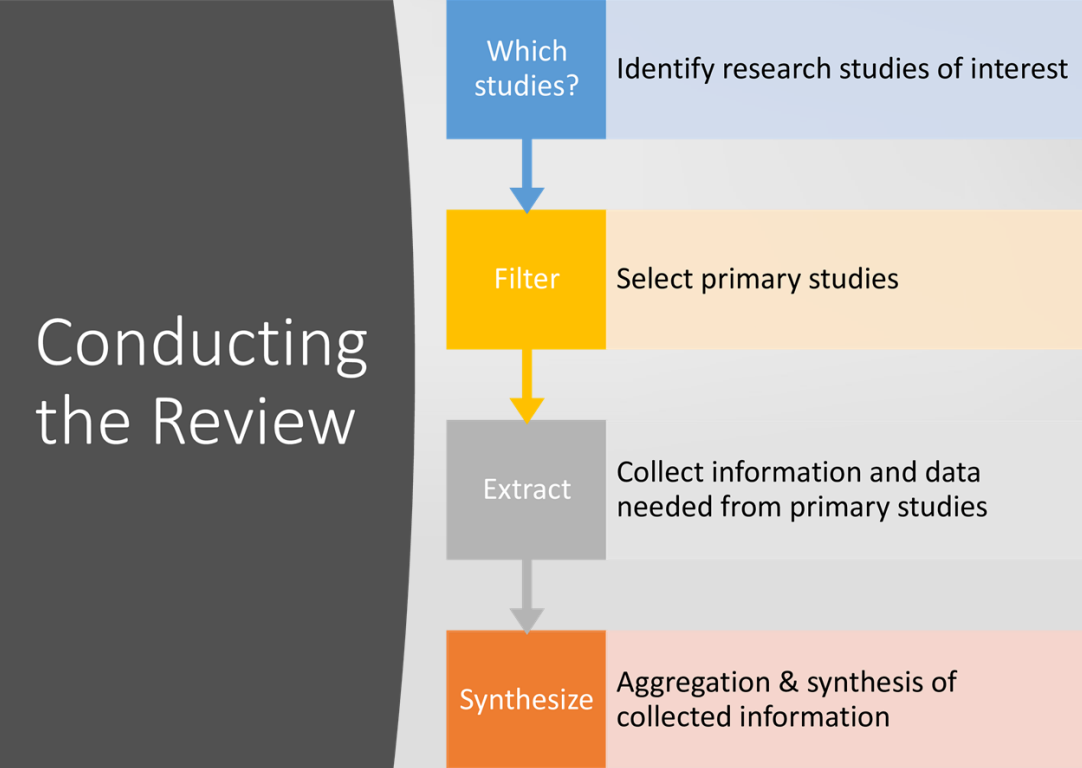 Conducting
the Review
Which
studies?
Identify research studies of interest
Filter
Select primary studies
Extract
Collect information and data
needed from primary studies
Synthesize
Aggregation & synthesis of
collected information